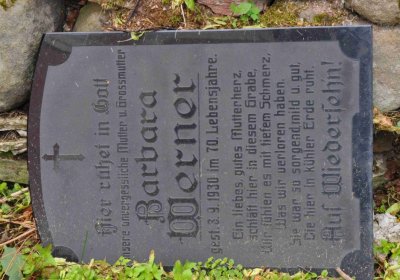 Hier ruhet in Gott
unsere unvergessliche Mutter u. Grossmutter
Barbara
Werner
gest. 6.9.1930 im 70 Lebensjahre.
Ein liebes, gutes Mutterherz,
schläft hier in diesem Grabe,
Wir fühlen es mit tiefem Schmerz,
Was wir verloren haben.
Sie war so sorgend, mild u. gut,
Die hier in kühler Erde ruht.
Auf Wiedersehn!